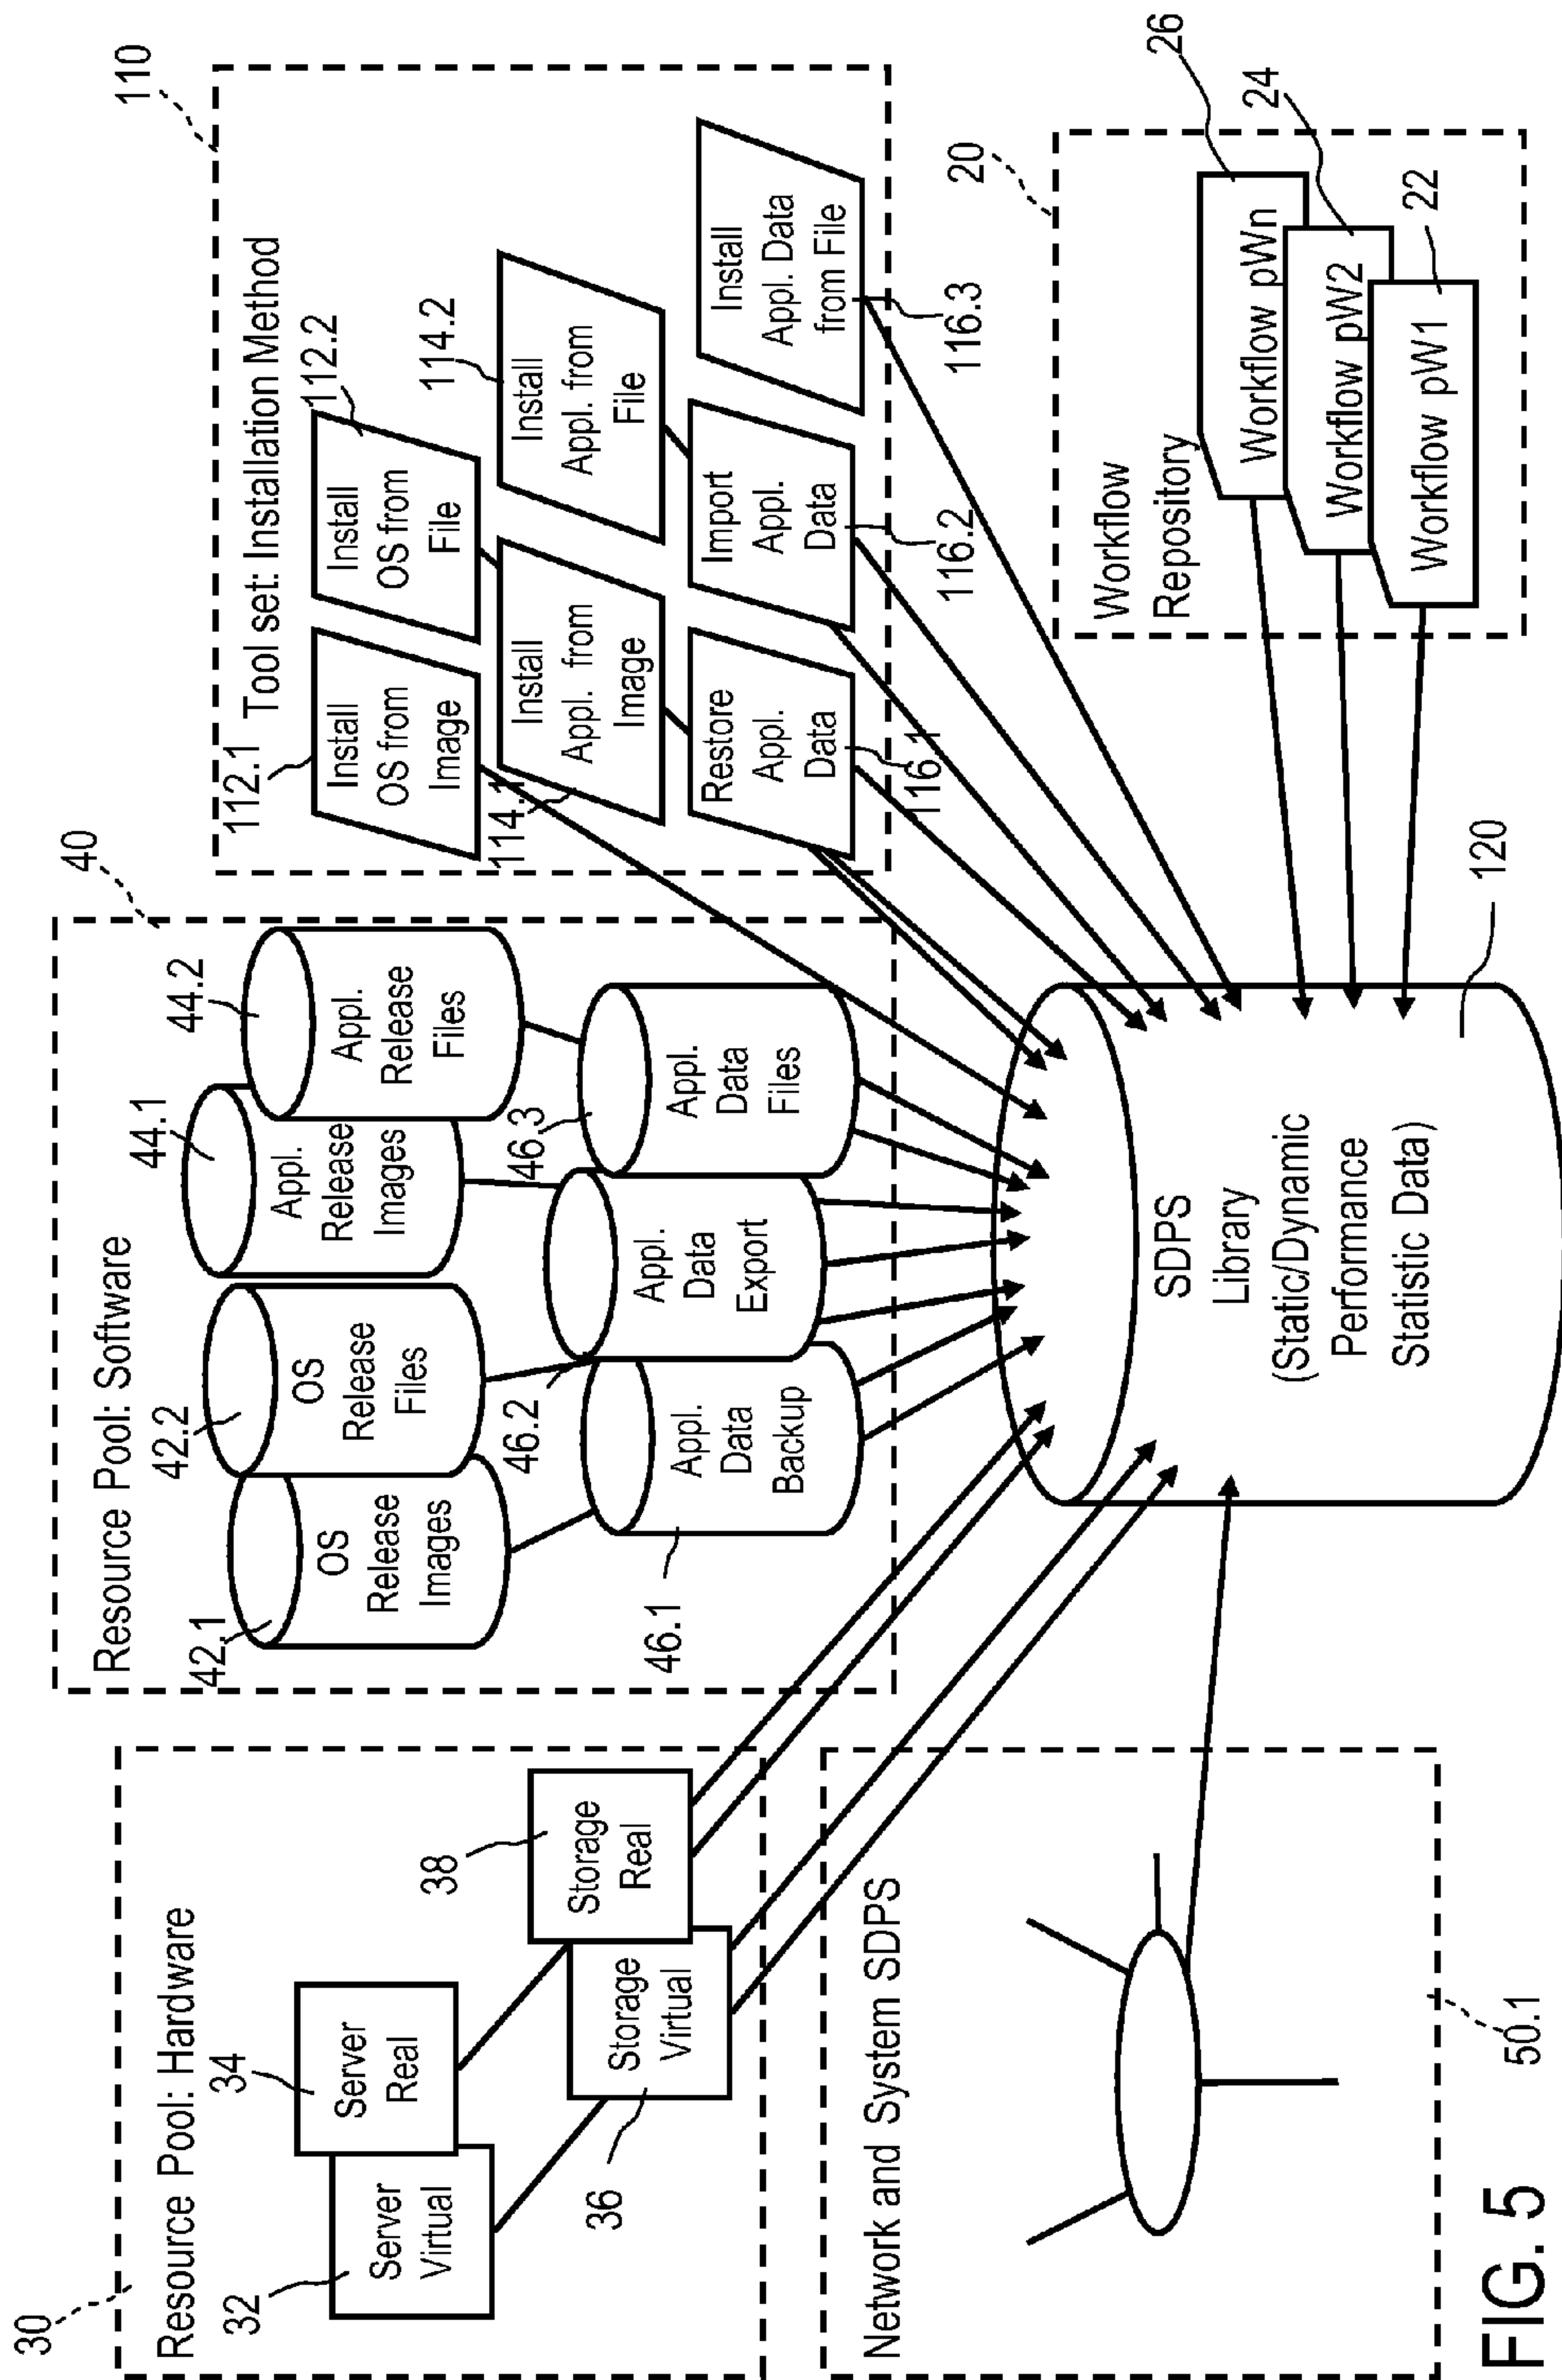 30
Resource Pool: Hardware
32
Server
Virtual
34
Server
Real
36
Storage
Virtual
38
Storage
Real
40
Resource Pool: Software
42.1
OS
Release
Images
42.2
OS
Release
Files
44.1
Appl.
Release
Images
44.2
Appl.
Release
Files
46.1
Appl.
Data
Backup
46.2
Appl.
Data
Export
46.3
Appl.
Data
Files
110
Tool set: Installation Method
112.1
Install
OS from
Image
112.2
Install
OS from
File
114.1
Install
Appl. from
Image
114.2
Install
Appl. from
File
Restore
Appl.
Data
116.1
Import
Appl.
Data
116.2
Install
Appl. Data
from File
116.3
Network and System SDPS
50.1
SDPS
Library
(Static/Dynamic
Performance
Statistic Data)
120
20
Workflow
Repository
Workflow pWn
26
Workflow pW2
24
Workflow pW1
22
FIG. 5